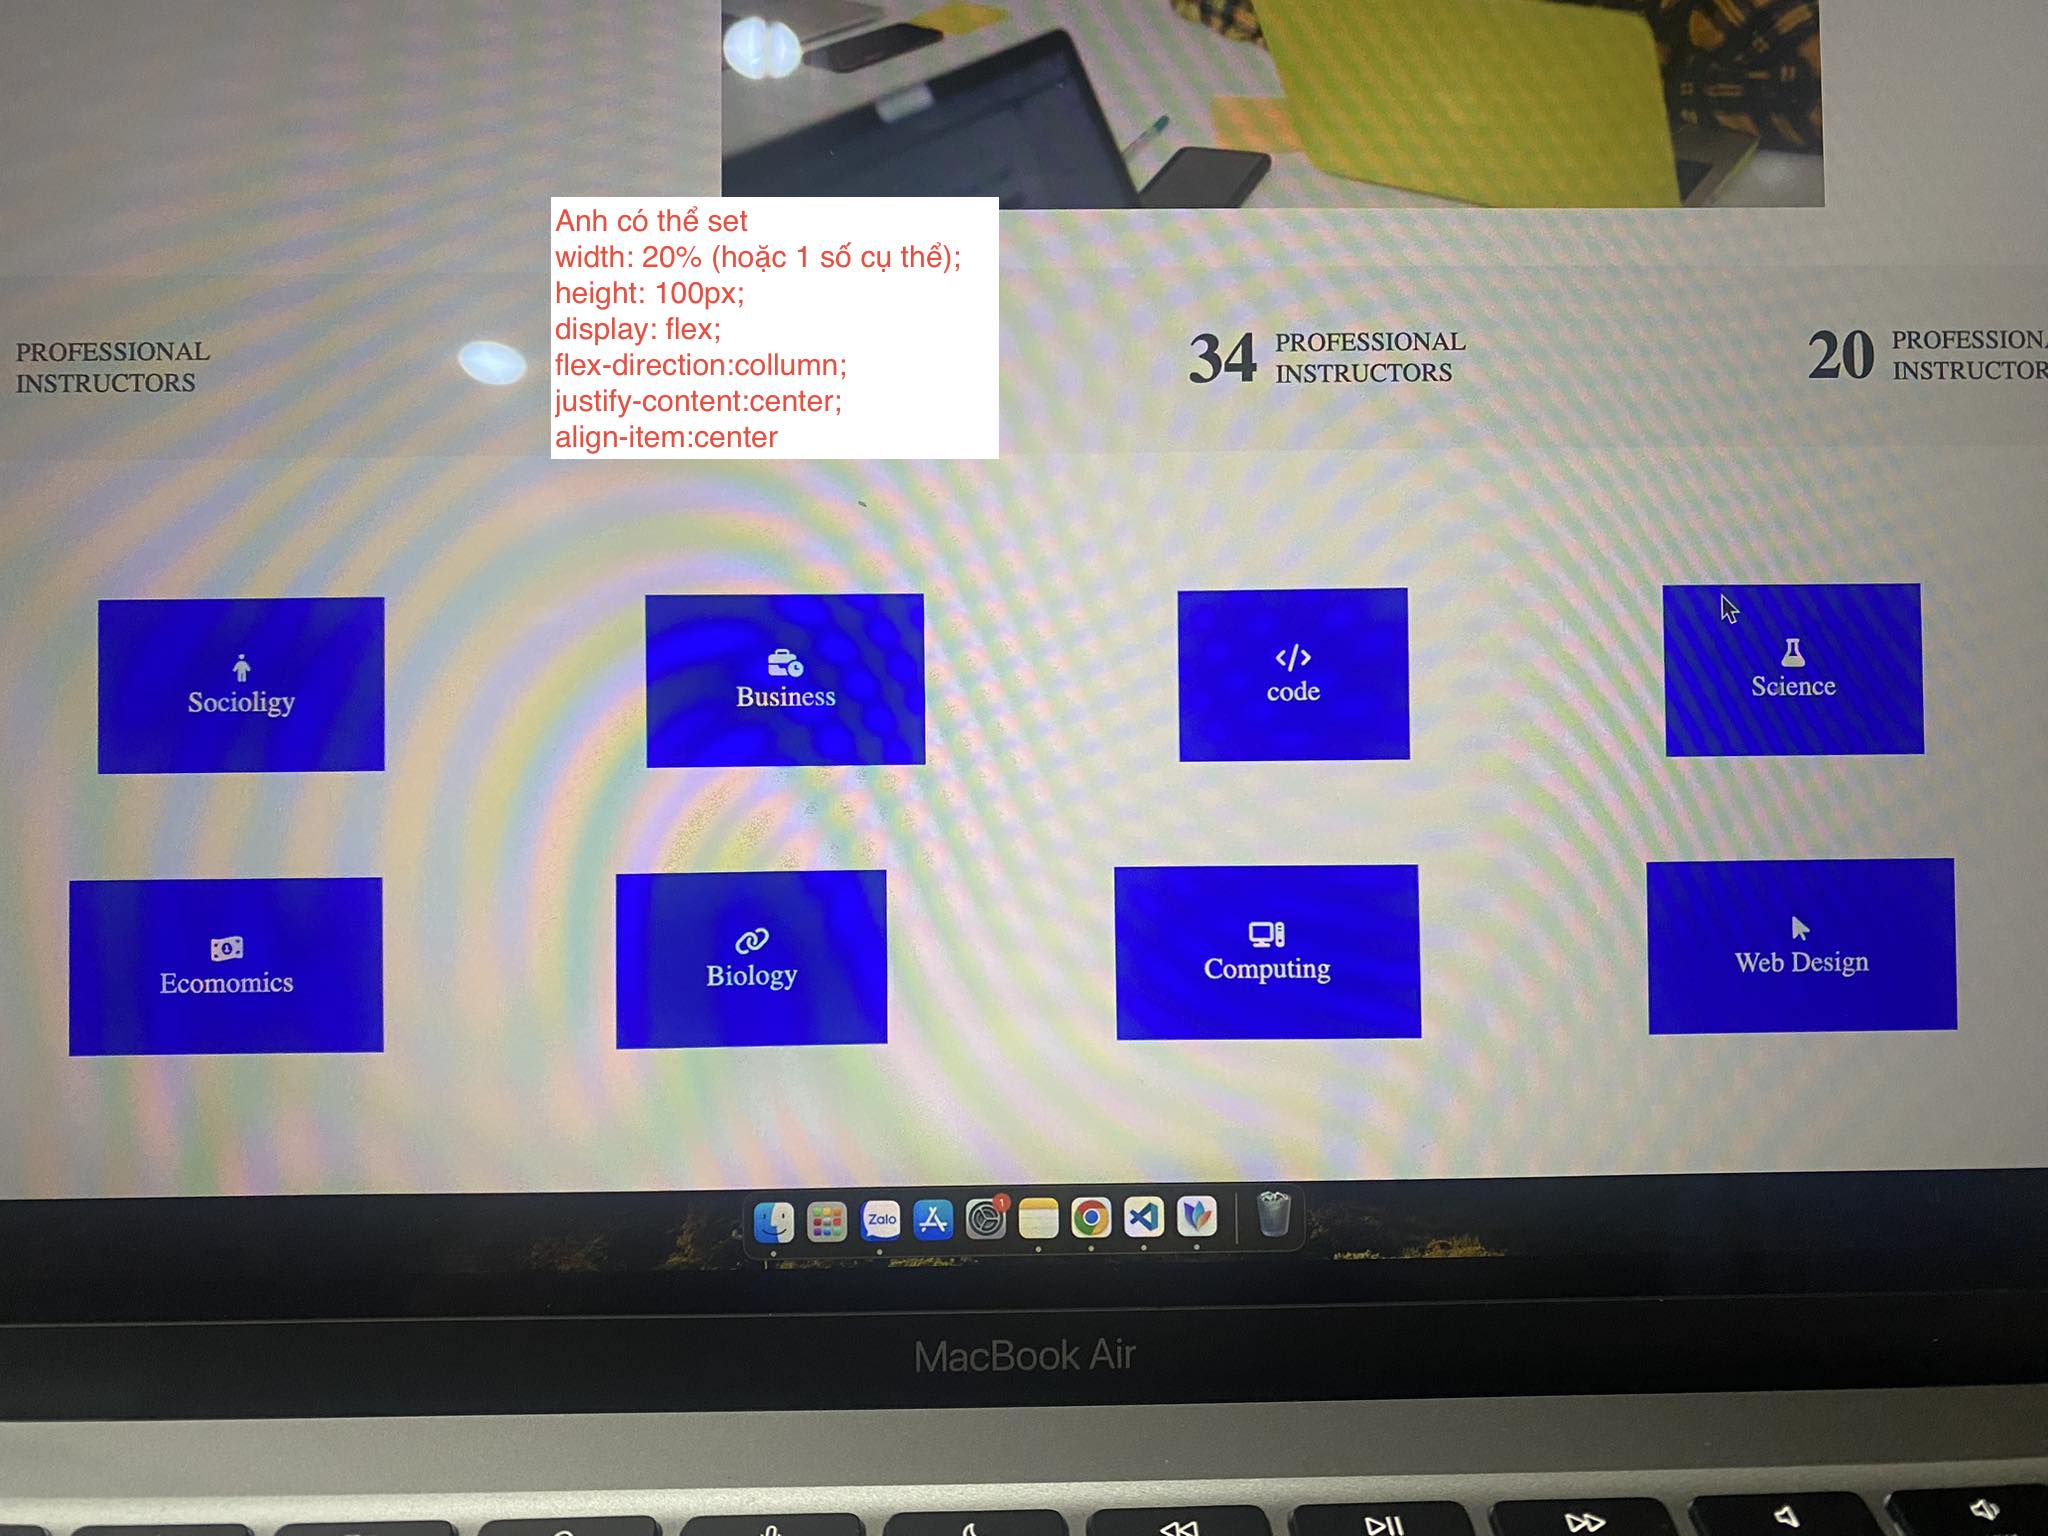 Anh có thể set
width: 20% (hoặc 1 số cụ thể);
height: 100px;
display: flex;
flex-direction:collumn;
justify-content:center;
align-item:center
PROFESSIONAL
INSTRUCTORS
34 PROFESSIONAL
INSTRUCTORS
20 PROFESSIONA
INSTRUCTOR
Socioligy
Business
</>
code
Science
Ecomomics
Biology
Computing
Web Design
Zalo
1
MacBook Air